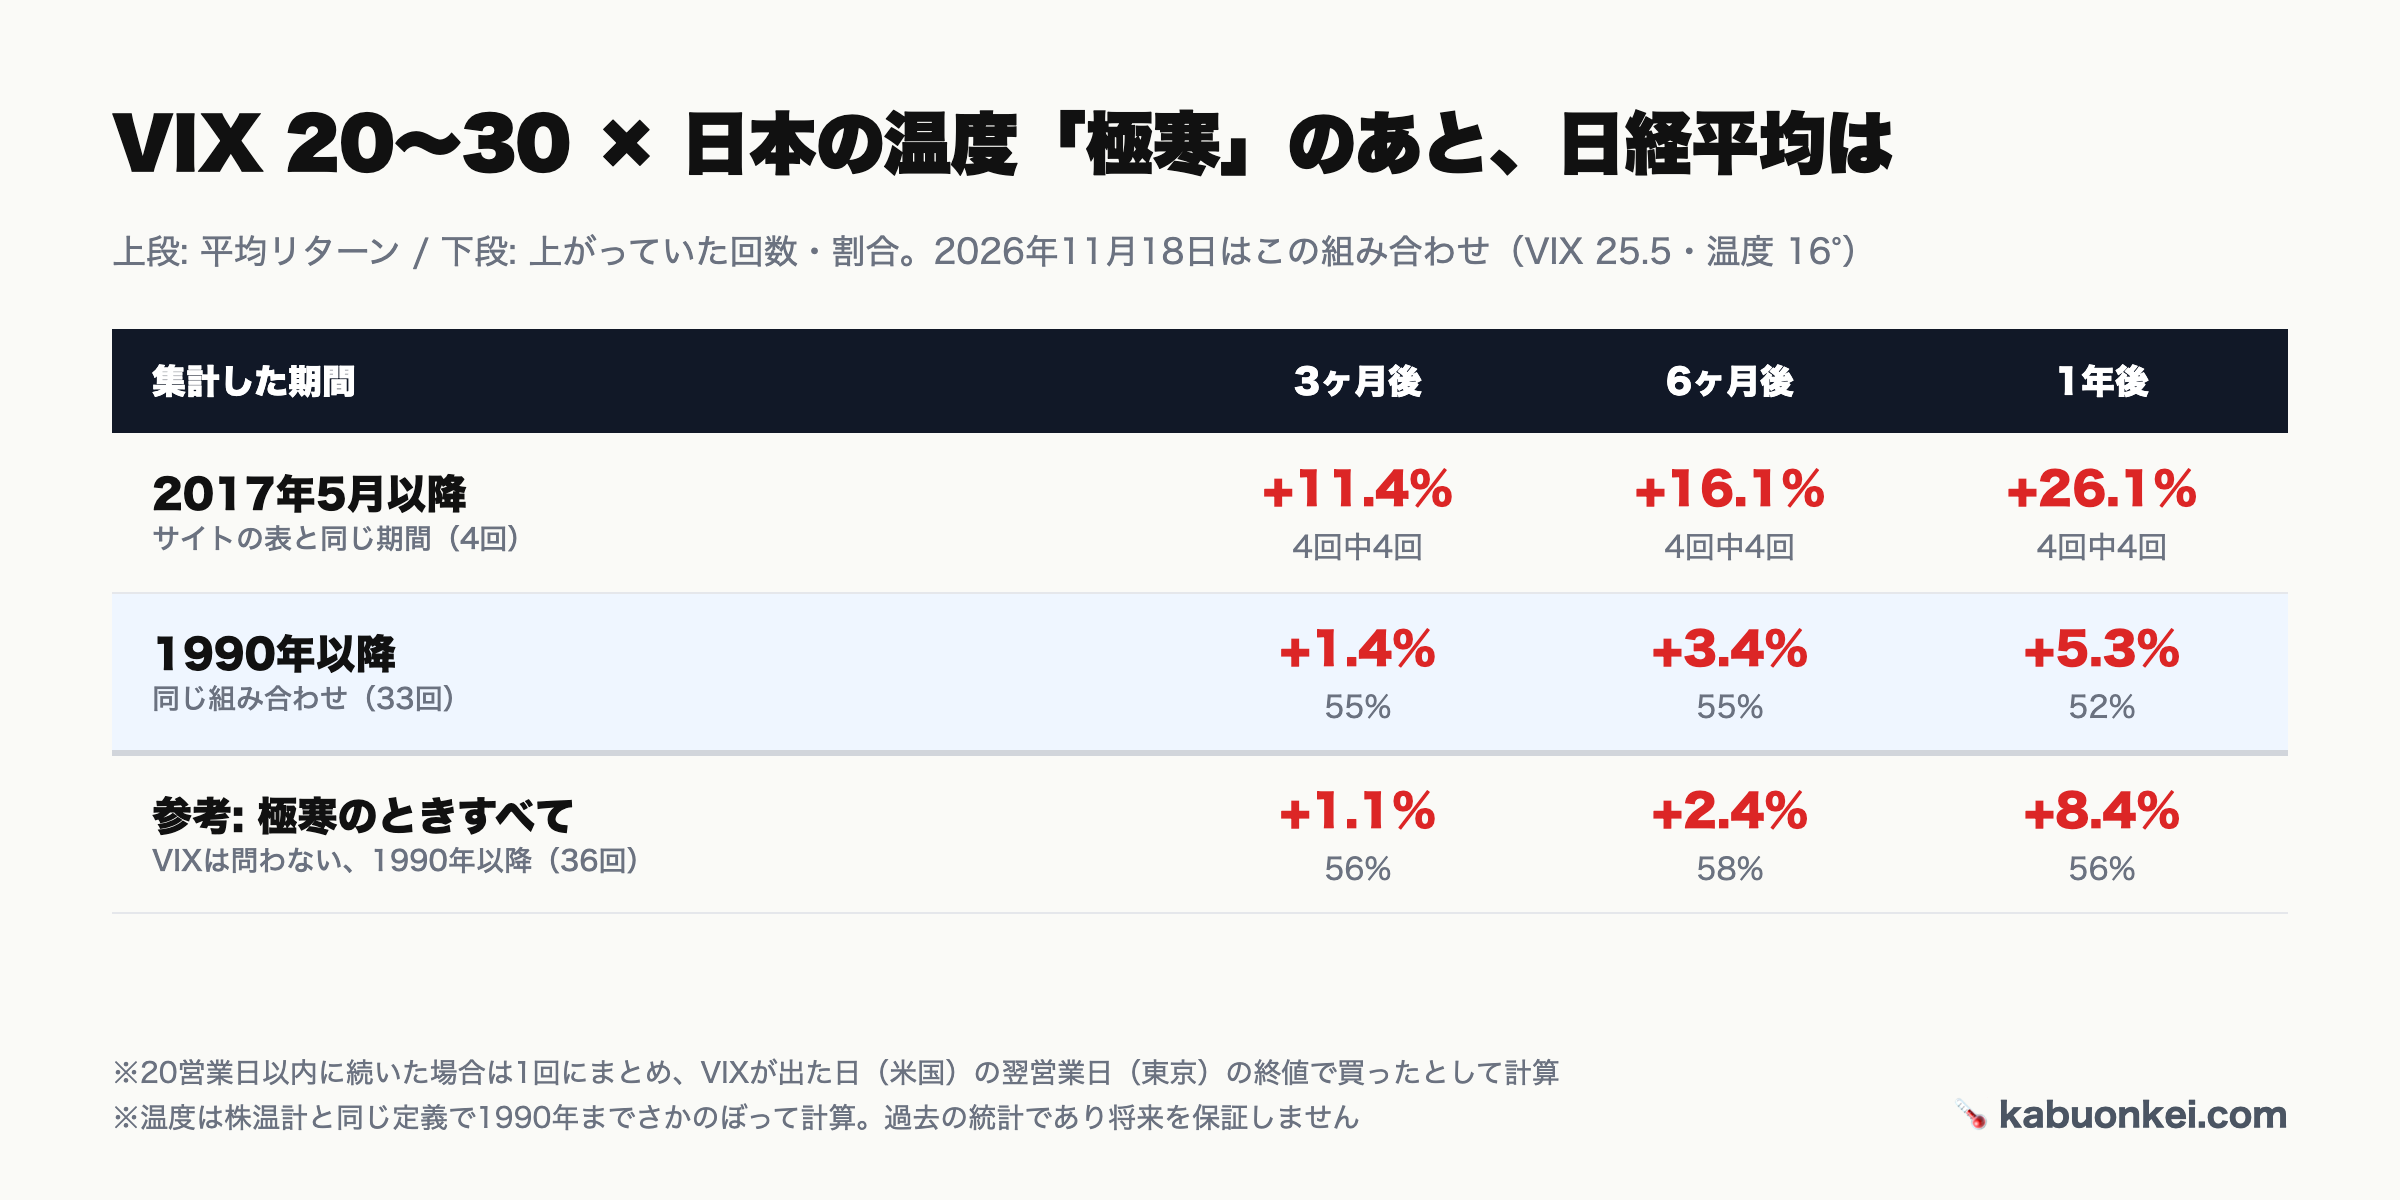 VIX 20〜30 × 日本の温度「極寒」のあと、日経平均は
上段: 平均リターン / 下段: 上がっていた回数・割合。2026年11月18日はこの組み合わせ（VIX 25.5・温度 16°）
集計した期間 3ヶ月後 6ヶ月後 1年後
2017年5月以降 +11.4% +16.1% +26.1%
サイトの表と同じ期間（4回） 4回中4回 4回中4回 4回中4回
1990年以降 +1.4% +3.4% +5.3%
同じ組み合わせ（33回） 55% 55% 52%
参考: 極寒のときすべて +1.1% +2.4% +8.4%
VIXは問わない、1990年以降（36回） 56% 58% 56%
※20営業日以内に続いた場合は1回にまとめ、VIXが出た日（米国）の翌営業日（東京）の終値で買ったとして計算
※温度は株温計と同じ定義で1990年までさかのぼって計算。過去の統計であり将来を保証しません
kabuonkei.com